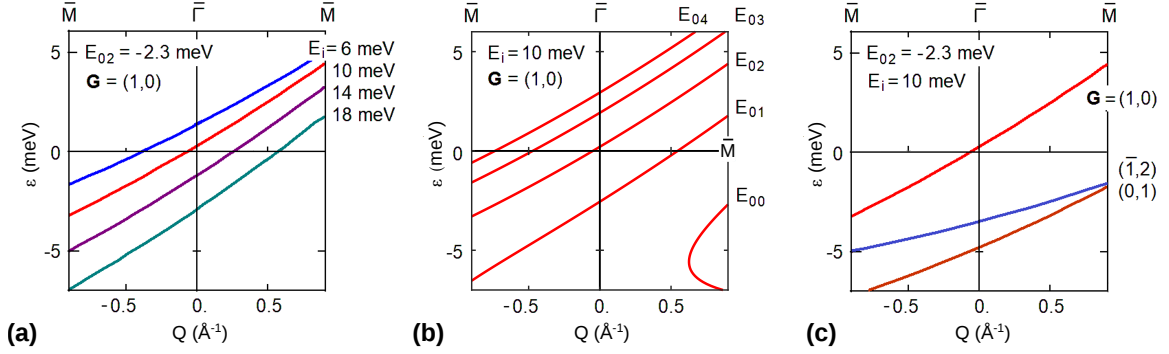 M̅ Γ̅ M̅
E₀₂ = -2.3 meV
G = (1,0)
E_i = 6 meV
10 meV
14 meV
18 meV
5
0
-5
ε (meV)
-0.5 0. 0.5
Q (Å⁻¹)
(a)
M̅ Γ̅ E₀₄ E₀₃
E_i = 10 meV
G = (1,0)
E₀₂
E₀₁
M̅
E₀₀
5
0
-5
ε (meV)
-0.5 0. 0.5
Q (Å⁻¹)
(b)
M̅ Γ̅ M̅
E₀₂ = -2.3 meV
E_i = 10 meV
G = (1,0)
(1̅,2)
(0,1)
5
0
-5
ε (meV)
-0.5 0. 0.5
Q (Å⁻¹)
(c)